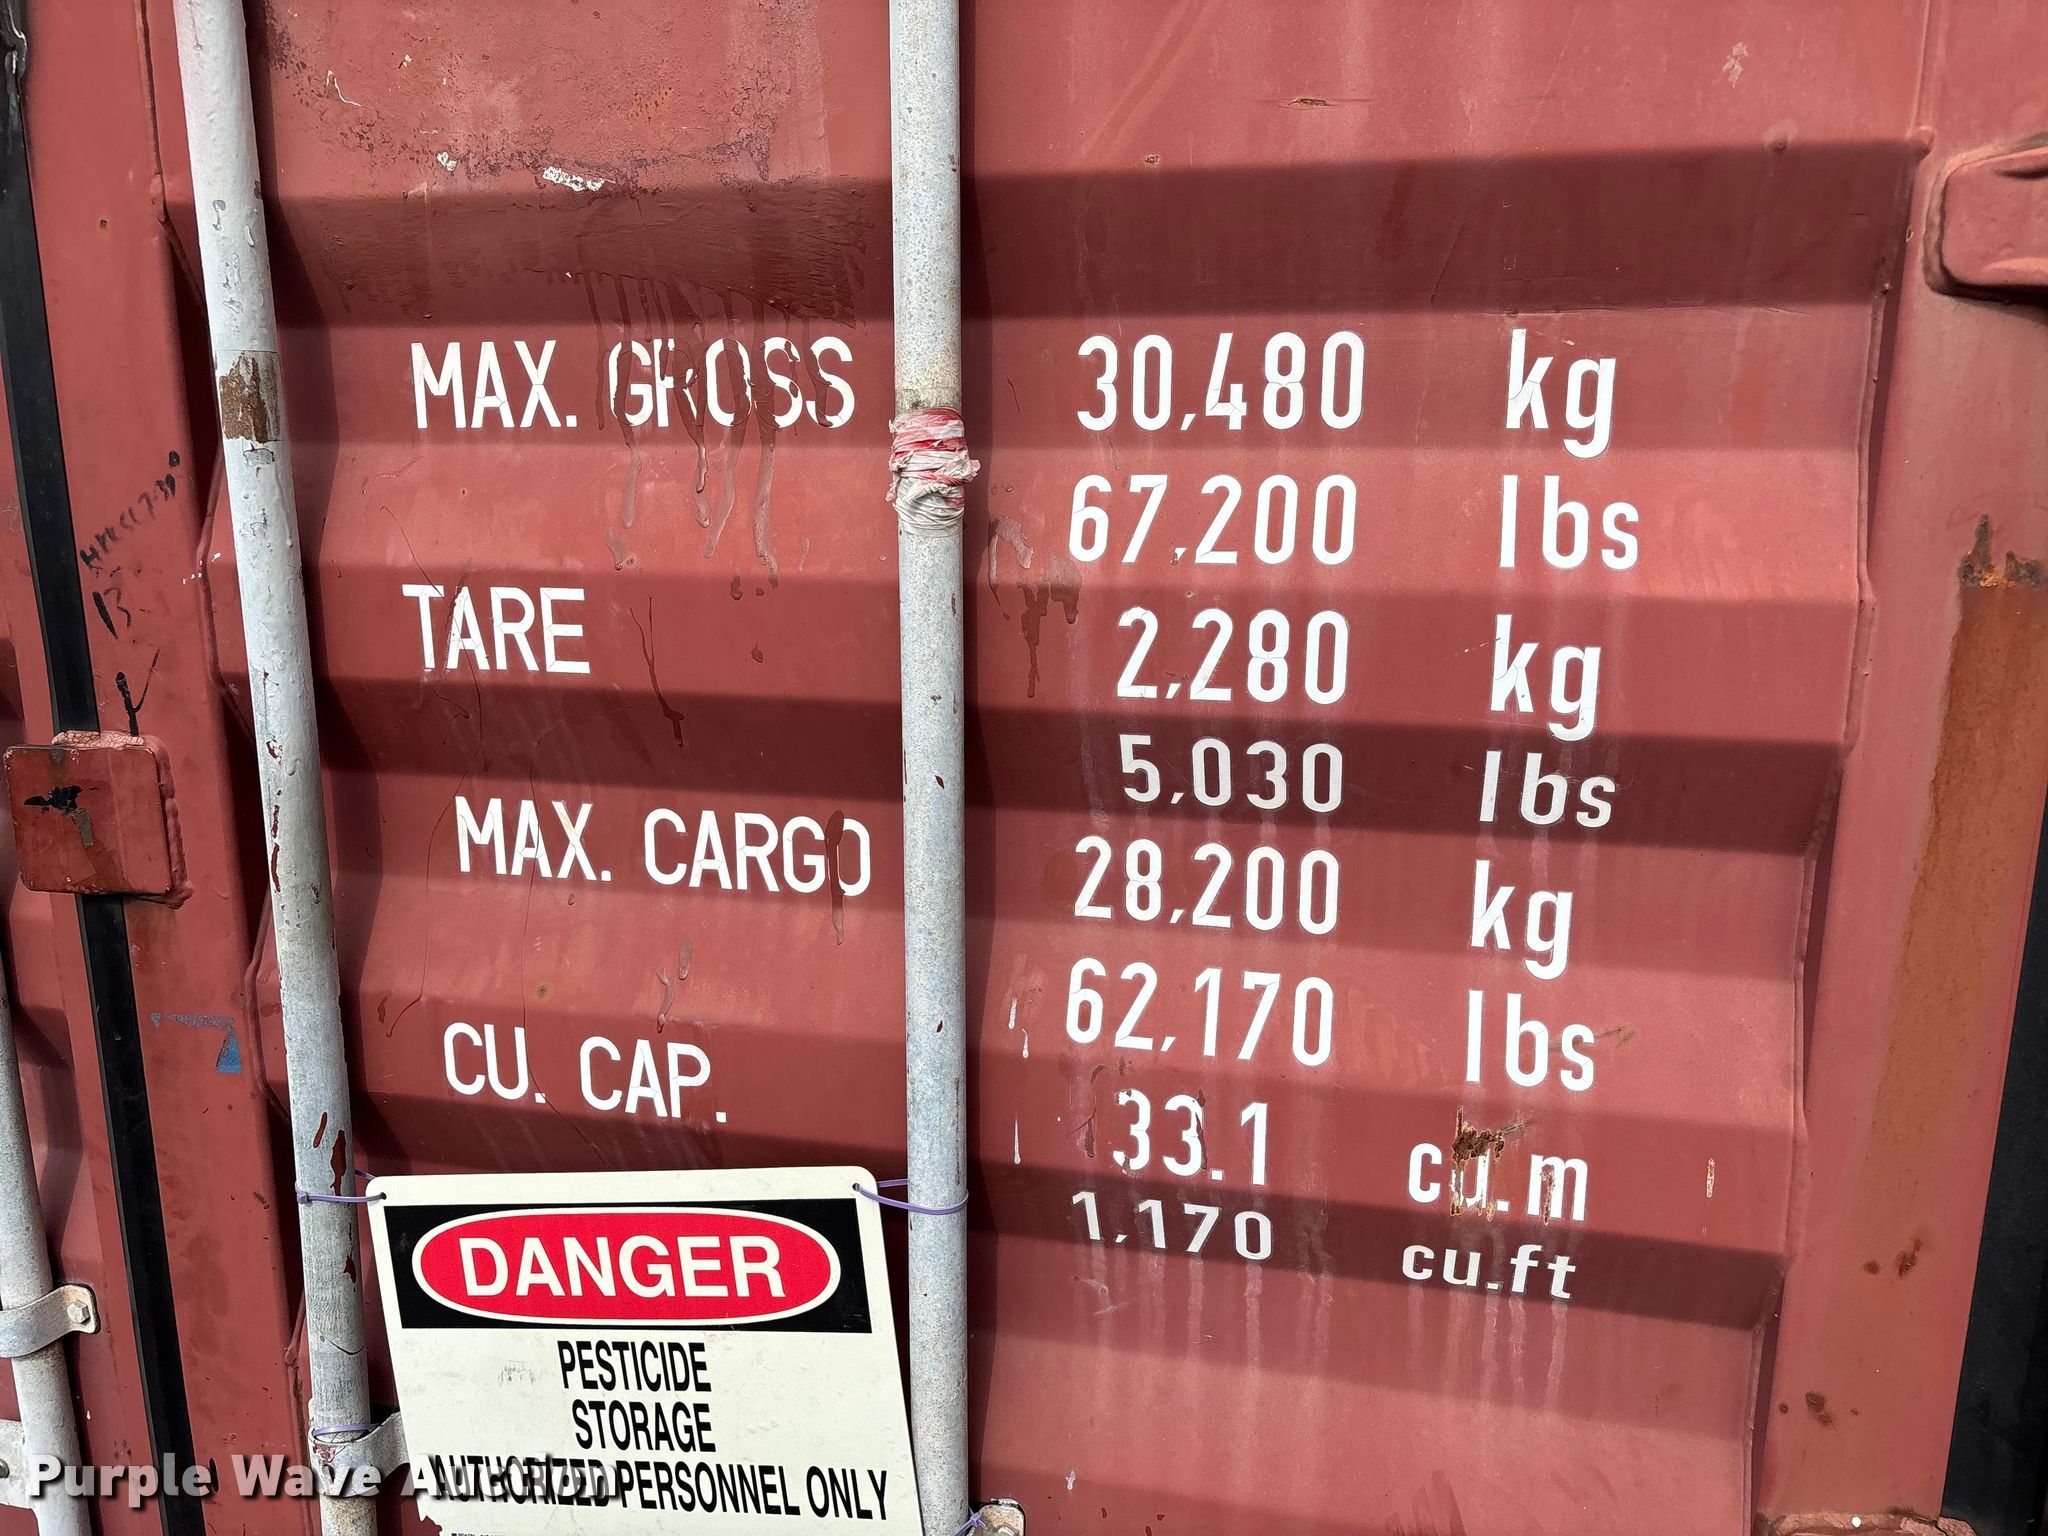 MAX. GROSS 30,480 kg
67,200 lbs
TARE 2,280 kg
5,030 lbs
MAX. CARGO 28,200 kg
62,170 lbs
CU. CAP. 33.1 cu.m
1,170 cu.ft
DANGER
PESTICIDE
STORAGE
AUTHORIZED PERSONNEL ONLY
Purple Wave Auction